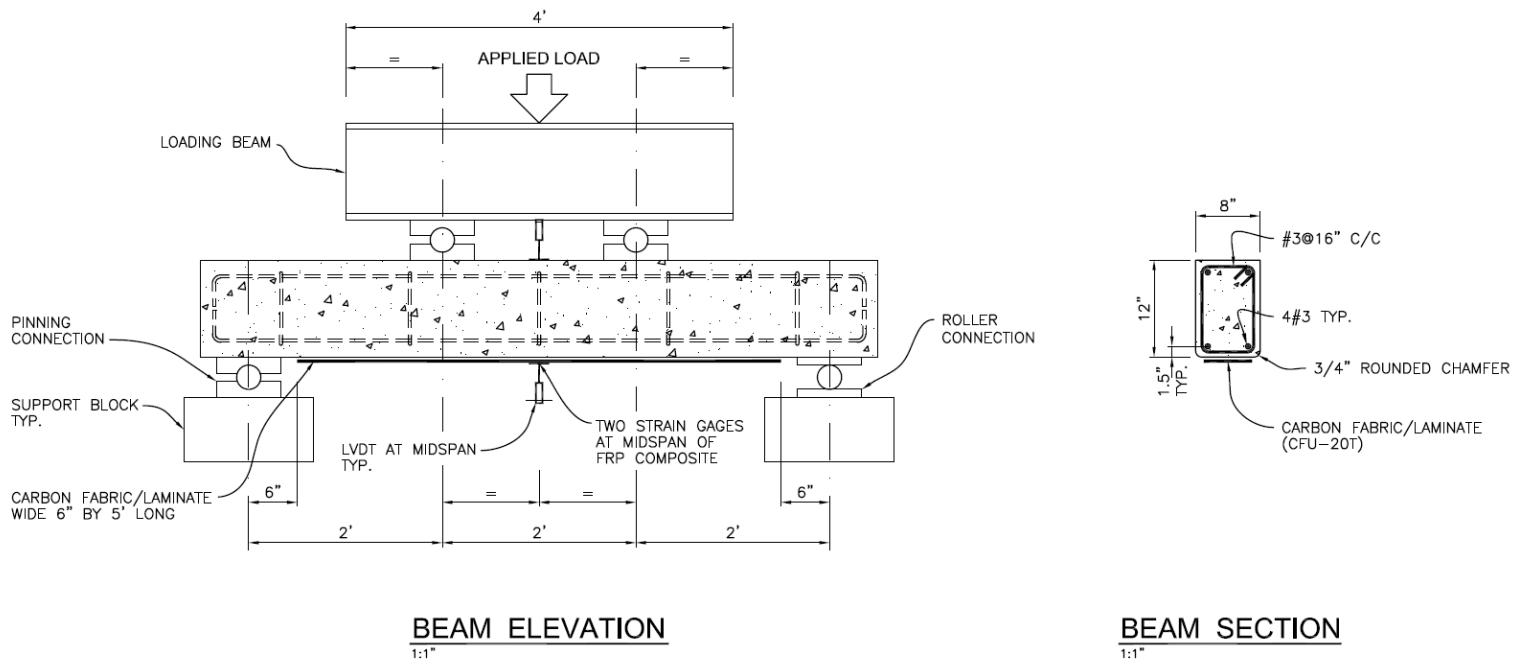 4'
=
APPLIED LOAD
=
LOADING BEAM
8"
#3@16" C/C
12"
4#3 TYP.
1.5"
TYP.
3/4" ROUNDED CHAMFER
CARBON FABRIC/LAMINATE
(CFU-20T)
PINNING
CONNECTION
ROLLER
CONNECTION
SUPPORT BLOCK
TYP.
LVDT AT MIDSPAN
TYP.
TWO STRAIN GAGES
AT MIDSPAN OF
FRP COMPOSITE
CARBON FABRIC/LAMINATE
WIDE 6" BY 5' LONG
6"
=
=
6"
2'
2'
2'
BEAM ELEVATION
1:1"
BEAM SECTION
1:1"